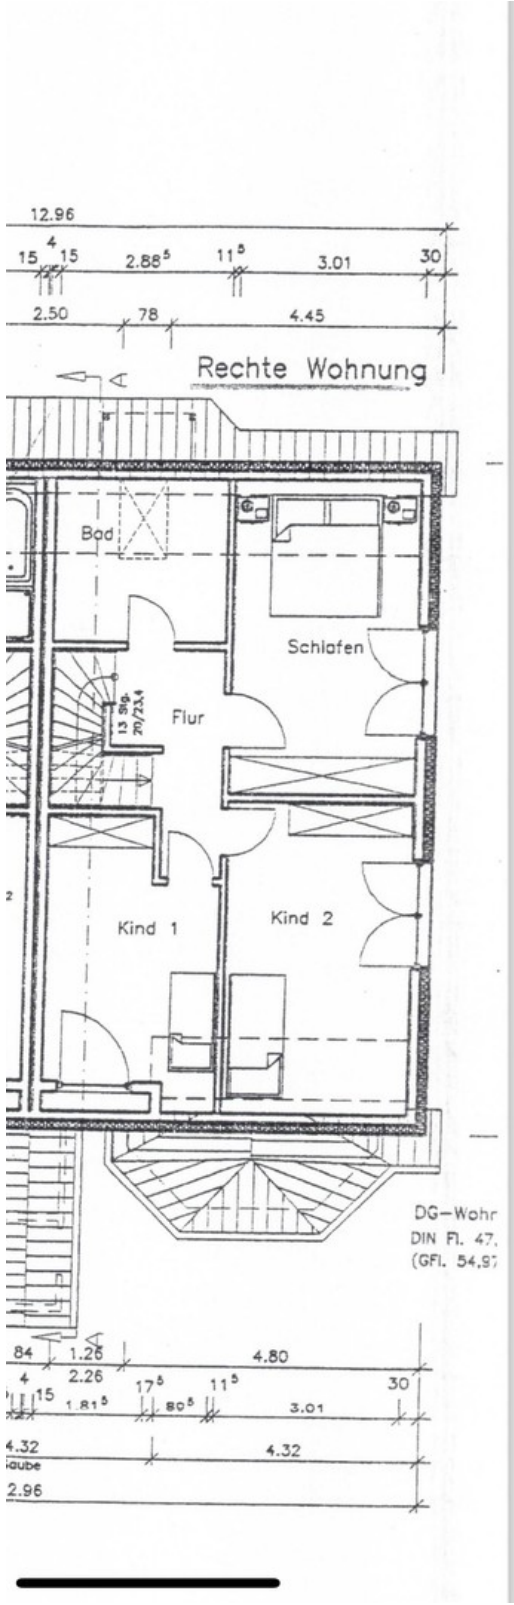 12.96
4
15 15 2.88⁵ 11⁵ 3.01 30
2.50 78 4.45
A
Rechte Wohnung
Bad
Schlafen
13 Stg.
20/23,4
Flur
2
Kind 1
Kind 2
DG-Wohn
DIN Fl. 47,
(GFl. 54,97
A
84 1.26 4.80
4 2.26 17⁵ 11⁵ 30
15 1.81⁵ 80⁵ 3.01
4.32 4.32
Gaube
2.96